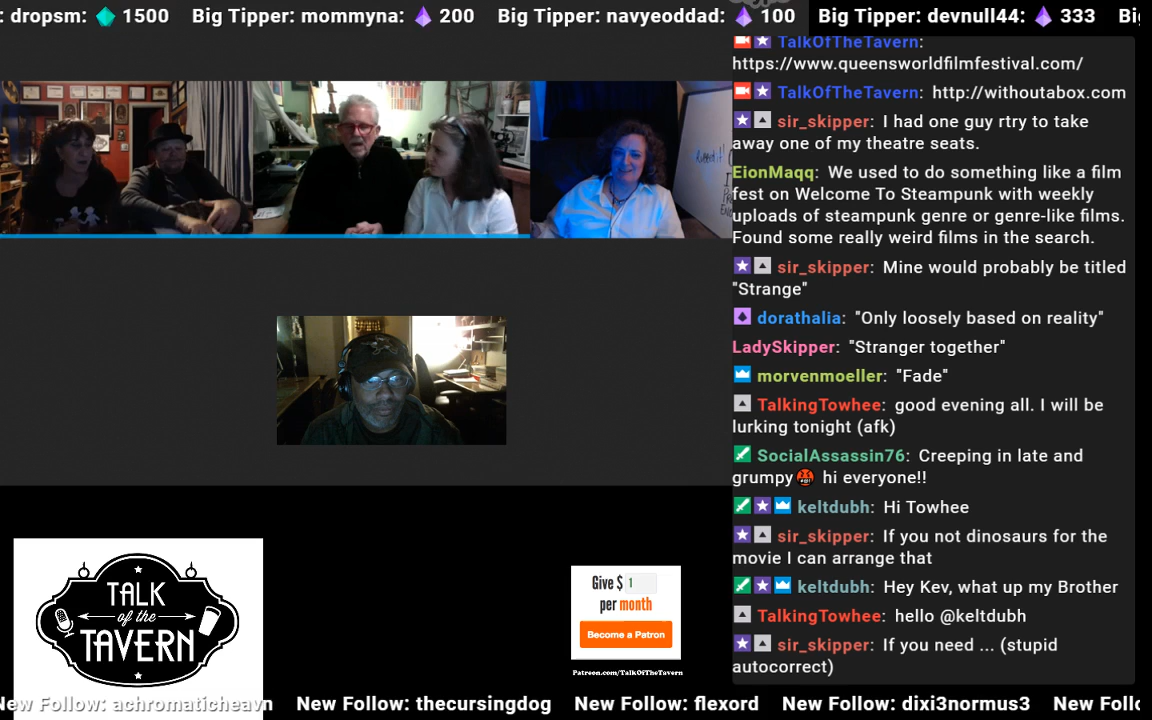 : dropsm: 1500 Big Tipper: mommyna: 200 Big Tipper: navyeoddad: 100 Big Tipper: devnull44: 333
TalkOfTheTavern:
https://www.queensworldfilmfestival.com/
TalkOfTheTavern: http://withoutabox.com
sir_skipper: I had one guy rtry to take
away one of my theatre seats.
EionMaqq: We used to do something like a film
fest on Welcome To Steampunk with weekly
uploads of steampunk genre or genre-like films.
Found some really weird films in the search.
sir_skipper: Mine would probably be titled
"Strange"
dorathalia: "Only loosely based on reality"
LadySkipper: "Stranger together"
morvenmoeller: "Fade"
TalkingTowhee: good evening all. I will be
lurking tonight (afk)
SocialAssassin76: Creeping in late and
grumpy🤬 hi everyone!!
keltdubh: Hi Towhee
sir_skipper: If you not dinosaurs for the
movie I can arrange that
keltdubh: Hey Kev, what up my Brother
TalkingTowhee: hello @keltdubh
sir_skipper: If you need ... (stupid
autocorrect)
TALK
of the
TAVERN
Give $ 1
per month
Become a Patron
Patreon.com/TalkOfTheTavern
New Follow: achromaticheavn New Follow: thecursingdog New Follow: flexord New Follow: dixi3normus3 New